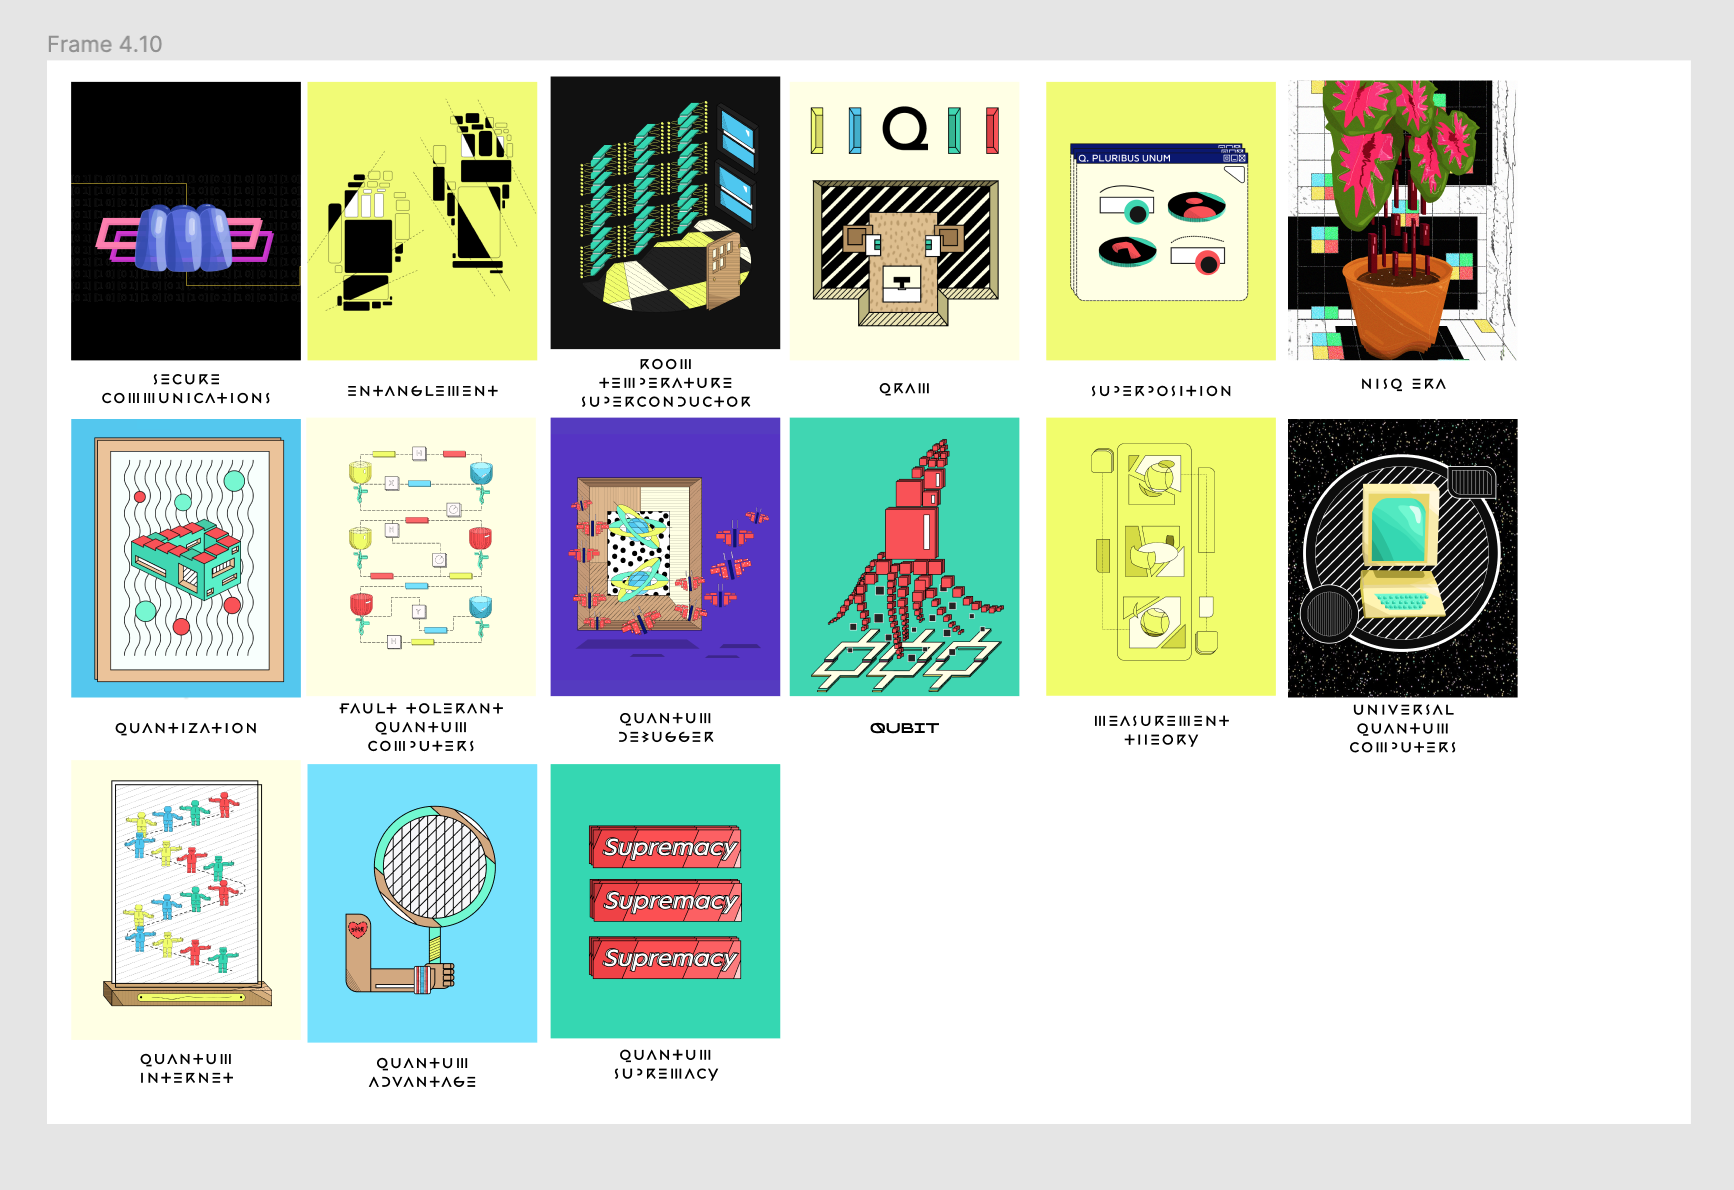 Frame 4.10
Q
Q. PLURIBUS UNUM
SECURE
COMMUNICATIONS
ENTANGLEMENT
ROOM
TEMPERATURE
SUPERCONDUCTOR
QRAM
SUPERPOSITION
NISQ ERA
H
X
H
Y
H
QUANTIZATION
FAULT TOLERANT
QUANTUM
COMPUTERS
QUANTUM
DEBUGGER
QUBIT
MEASUREMENT
THEORY
UNIVERSAL
QUANTUM
COMPUTERS
Supremacy
Supremacy
Supremacy
QUANTUM
INTERNET
QUANTUM
ADVANTAGE
QUANTUM
SUPREMACY